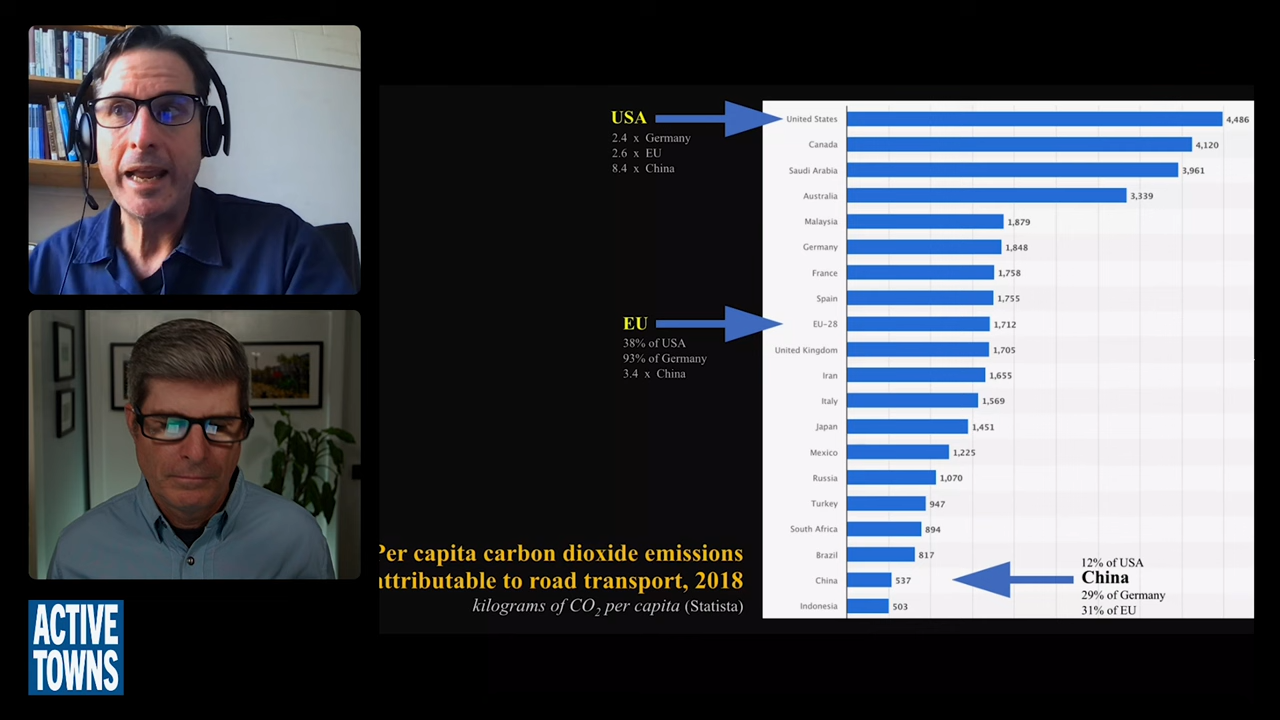 USA
2.4 x Germany
2.6 x EU
8.4 x China
EU
38% of USA
93% of Germany
3.4 x China
Per capita carbon dioxide emissions
attributable to road transport, 2018
kilograms of CO₂ per capita (Statista)
United States 4,486
Canada 4,120
Saudi Arabia 3,961
Australia 3,339
Malaysia 1,879
Germany 1,848
France 1,758
Spain 1,755
EU-28 1,712
United Kingdom 1,705
Iran 1,655
Italy 1,569
Japan 1,451
Mexico 1,225
Russia 1,070
Turkey 947
South Africa 894
Brazil 817
China 537
Indonesia 503
12% of USA
China
29% of Germany
31% of EU
ACTIVE
TOWNS